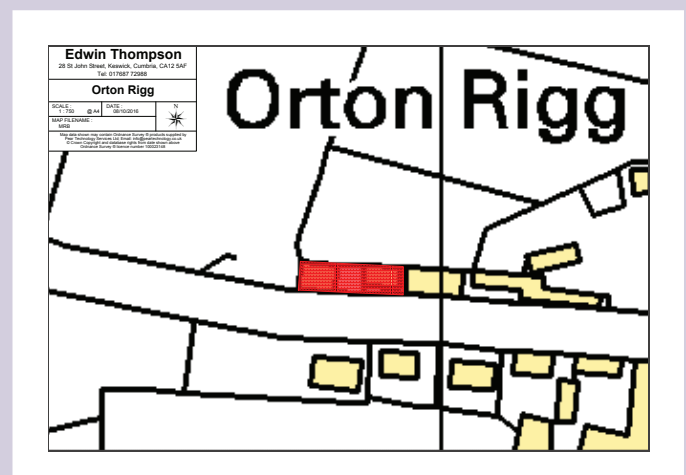 Edwin Thompson
28 St John Street, Keswick, Cumbria, CA12 5AF
Tel: 017687 72988
Orton Rigg
SCALE :
1 : 750 @ A4
DATE :
08/10/2016
MAP FILENAME :
MRB
N
Map data shown may contain Ordnance Survey ® products supplied by
Pear Technology Services Ltd; Email: info@peartechnology.co.uk
© Crown Copyright and database rights from date shown above
Ordnance Survey ® licence number 100023148
Orton Rigg